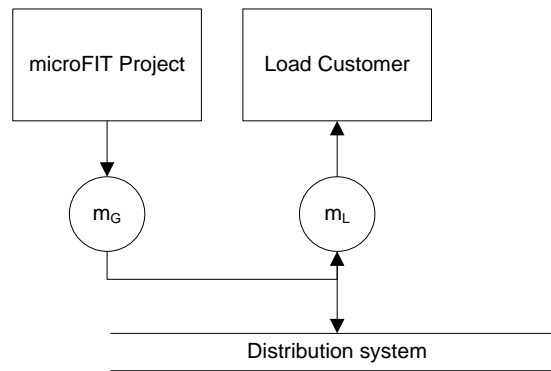 microFIT Project
Load Customer
mG
mL
Distribution system